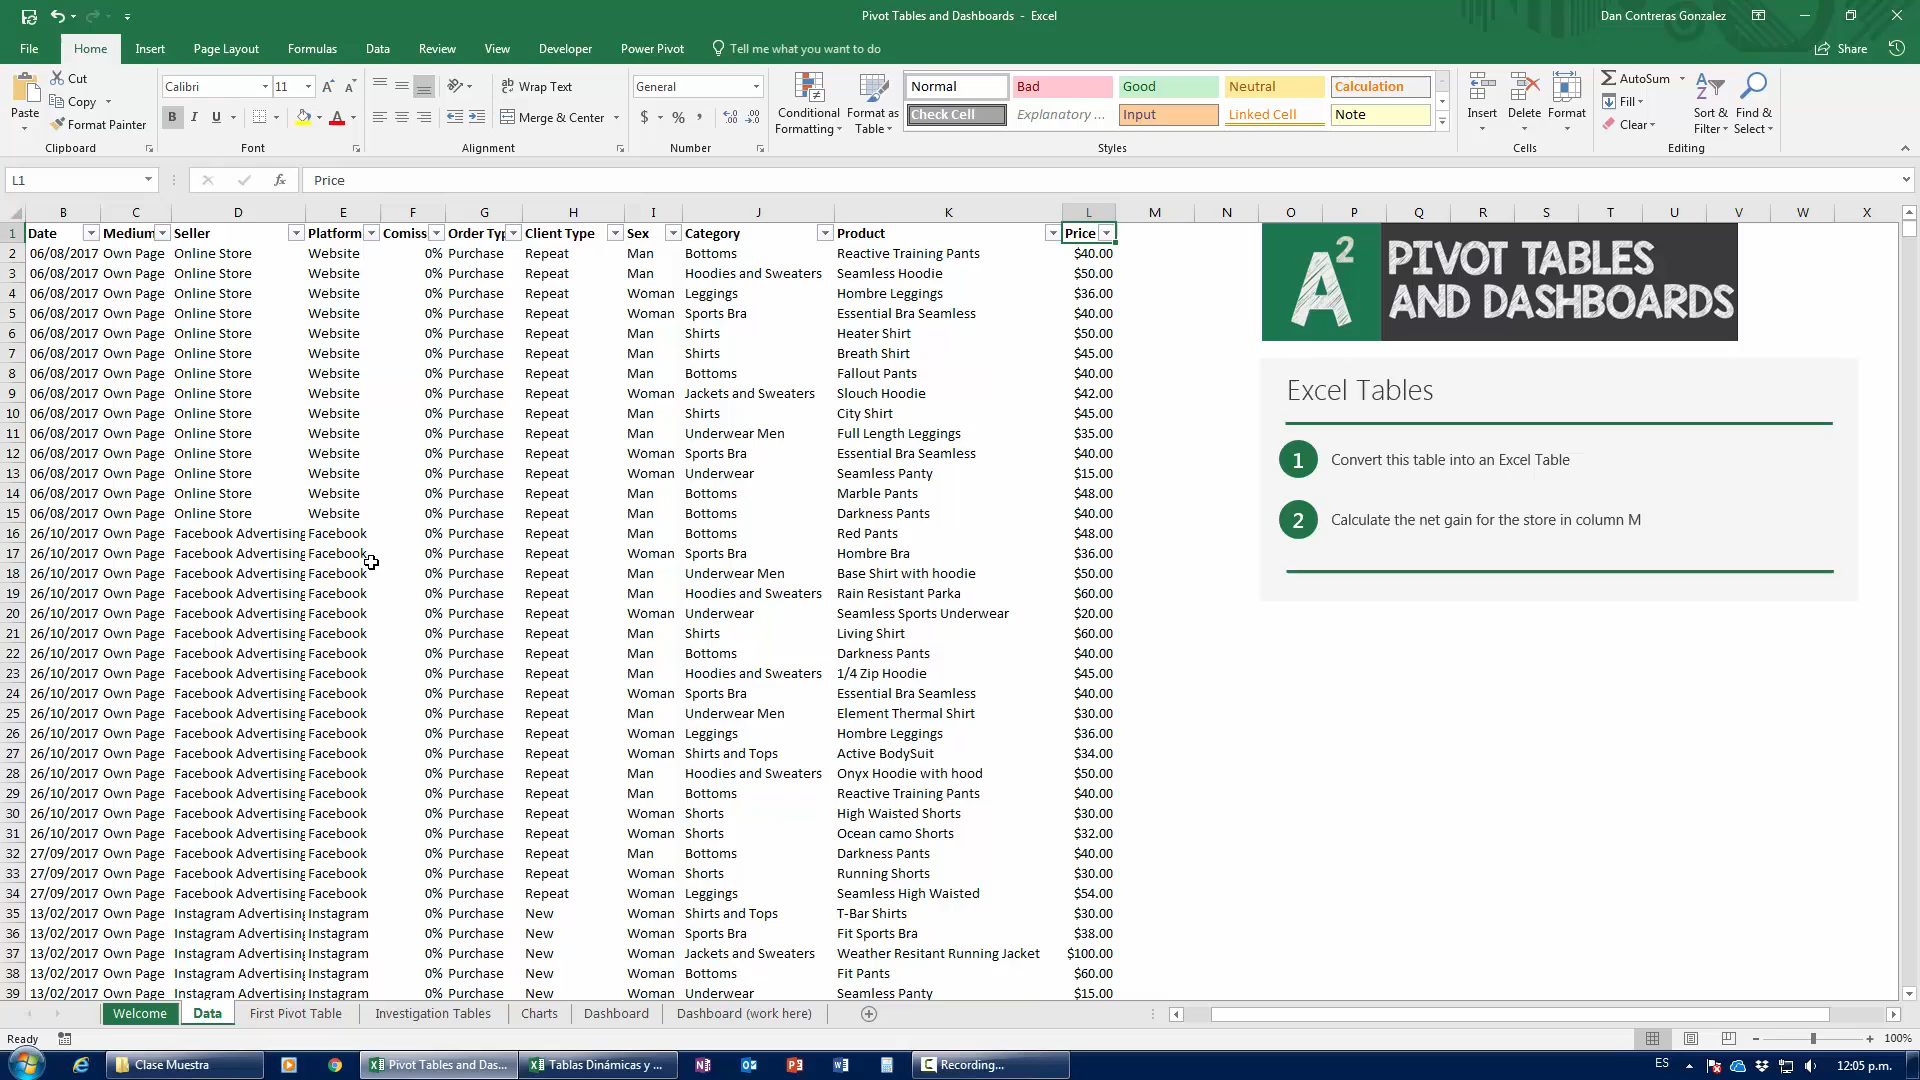 Pivot Tables and Dashboards - Excel
Dan Contreras Gonzalez
File Home Insert Page Layout Formulas Data Review View Developer Power Pivot Tell me what you want to do Share
Paste Cut Copy Format Painter Clipboard
Calibri 11 B I U Font
Wrap Text Merge & Center Alignment
General $ % Number
Conditional Formatting Format as Table
Normal Bad Good Neutral Calculation
Check Cell Explanatory ... Input Linked Cell Note
Styles
Insert Delete Format Cells
AutoSum Fill Clear Sort & Filter Find & Select Editing
L1 fx Price
B C D E F G H I J K L M N O P Q R S T U V W X
1 Date Medium Seller Platform Comiss Order Typ Client Type Sex Category Product Price
2 06/08/2017 Own Page Online Store Website 0% Purchase Repeat Man Bottoms Reactive Training Pants $40.00
3 06/08/2017 Own Page Online Store Website 0% Purchase Repeat Man Hoodies and Sweaters Seamless Hoodie $50.00
4 06/08/2017 Own Page Online Store Website 0% Purchase Repeat Woman Leggings Hombre Leggings $36.00
5 06/08/2017 Own Page Online Store Website 0% Purchase Repeat Woman Sports Bra Essential Bra Seamless $40.00
6 06/08/2017 Own Page Online Store Website 0% Purchase Repeat Man Shirts Heater Shirt $50.00
7 06/08/2017 Own Page Online Store Website 0% Purchase Repeat Man Shirts Breath Shirt $45.00
8 06/08/2017 Own Page Online Store Website 0% Purchase Repeat Man Bottoms Fallout Pants $40.00
9 06/08/2017 Own Page Online Store Website 0% Purchase Repeat Woman Jackets and Sweaters Slouch Hoodie $42.00
10 06/08/2017 Own Page Online Store Website 0% Purchase Repeat Man Shirts City Shirt $45.00
11 06/08/2017 Own Page Online Store Website 0% Purchase Repeat Man Underwear Men Full Length Leggings $35.00
12 06/08/2017 Own Page Online Store Website 0% Purchase Repeat Woman Sports Bra Essential Bra Seamless $40.00
13 06/08/2017 Own Page Online Store Website 0% Purchase Repeat Woman Underwear Seamless Panty $15.00
14 06/08/2017 Own Page Online Store Website 0% Purchase Repeat Man Bottoms Marble Pants $48.00
15 06/08/2017 Own Page Online Store Website 0% Purchase Repeat Man Bottoms Darkness Pants $40.00
16 26/10/2017 Own Page Facebook Advertising Facebook 0% Purchase Repeat Man Bottoms Red Pants $48.00
17 26/10/2017 Own Page Facebook Advertising Facebook 0% Purchase Repeat Woman Sports Bra Hombre Bra $36.00
18 26/10/2017 Own Page Facebook Advertising Facebook 0% Purchase Repeat Man Underwear Men Base Shirt with hoodie $50.00
19 26/10/2017 Own Page Facebook Advertising Facebook 0% Purchase Repeat Man Hoodies and Sweaters Rain Resistant Parka $60.00
20 26/10/2017 Own Page Facebook Advertising Facebook 0% Purchase Repeat Woman Underwear Seamless Sports Underwear $20.00
21 26/10/2017 Own Page Facebook Advertising Facebook 0% Purchase Repeat Man Shirts Living Shirt $60.00
22 26/10/2017 Own Page Facebook Advertising Facebook 0% Purchase Repeat Man Bottoms Darkness Pants $40.00
23 26/10/2017 Own Page Facebook Advertising Facebook 0% Purchase Repeat Man Hoodies and Sweaters 1/4 Zip Hoodie $45.00
24 26/10/2017 Own Page Facebook Advertising Facebook 0% Purchase Repeat Woman Sports Bra Essential Bra Seamless $40.00
25 26/10/2017 Own Page Facebook Advertising Facebook 0% Purchase Repeat Man Underwear Men Element Thermal Shirt $30.00
26 26/10/2017 Own Page Facebook Advertising Facebook 0% Purchase Repeat Woman Leggings Hombre Leggings $36.00
27 26/10/2017 Own Page Facebook Advertising Facebook 0% Purchase Repeat Woman Shirts and Tops Active BodySuit $34.00
28 26/10/2017 Own Page Facebook Advertising Facebook 0% Purchase Repeat Man Hoodies and Sweaters Onyx Hoodie with hood $50.00
29 26/10/2017 Own Page Facebook Advertising Facebook 0% Purchase Repeat Man Bottoms Reactive Training Pants $40.00
30 26/10/2017 Own Page Facebook Advertising Facebook 0% Purchase Repeat Woman Shorts High Waisted Shorts $30.00
31 26/10/2017 Own Page Facebook Advertising Facebook 0% Purchase Repeat Woman Shorts Ocean camo Shorts $32.00
32 27/09/2017 Own Page Facebook Advertising Facebook 0% Purchase Repeat Man Bottoms Darkness Pants $40.00
33 27/09/2017 Own Page Facebook Advertising Facebook 0% Purchase Repeat Woman Shorts Running Shorts $30.00
34 27/09/2017 Own Page Facebook Advertising Facebook 0% Purchase Repeat Woman Leggings Seamless High Waisted $54.00
35 13/02/2017 Own Page Instagram Advertising Instagram 0% Purchase New Woman Shirts and Tops T-Bar Shirts $30.00
36 13/02/2017 Own Page Instagram Advertising Instagram 0% Purchase New Woman Sports Bra Fit Sports Bra $38.00
37 13/02/2017 Own Page Instagram Advertising Instagram 0% Purchase New Woman Jackets and Sweaters Weather Resitant Running Jacket $100.00
38 13/02/2017 Own Page Instagram Advertising Instagram 0% Purchase New Woman Bottoms Fit Pants $60.00
39 13/02/2017 Own Page Instagram Advertising Instagram 0% Purchase New Woman Underwear Seamless Panty $15.00
A2 PIVOT TABLES
AND DASHBOARDS
Excel Tables
1 Convert this table into an Excel Table
2 Calculate the net gain for the store in column M
Welcome Data First Pivot Table Investigation Tables Charts Dashboard Dashboard (work here)
Ready 100%
Clase Muestra Pivot Tables and Das... Tablas Dinámicas y ... Recording... ES 12:05 p.m.